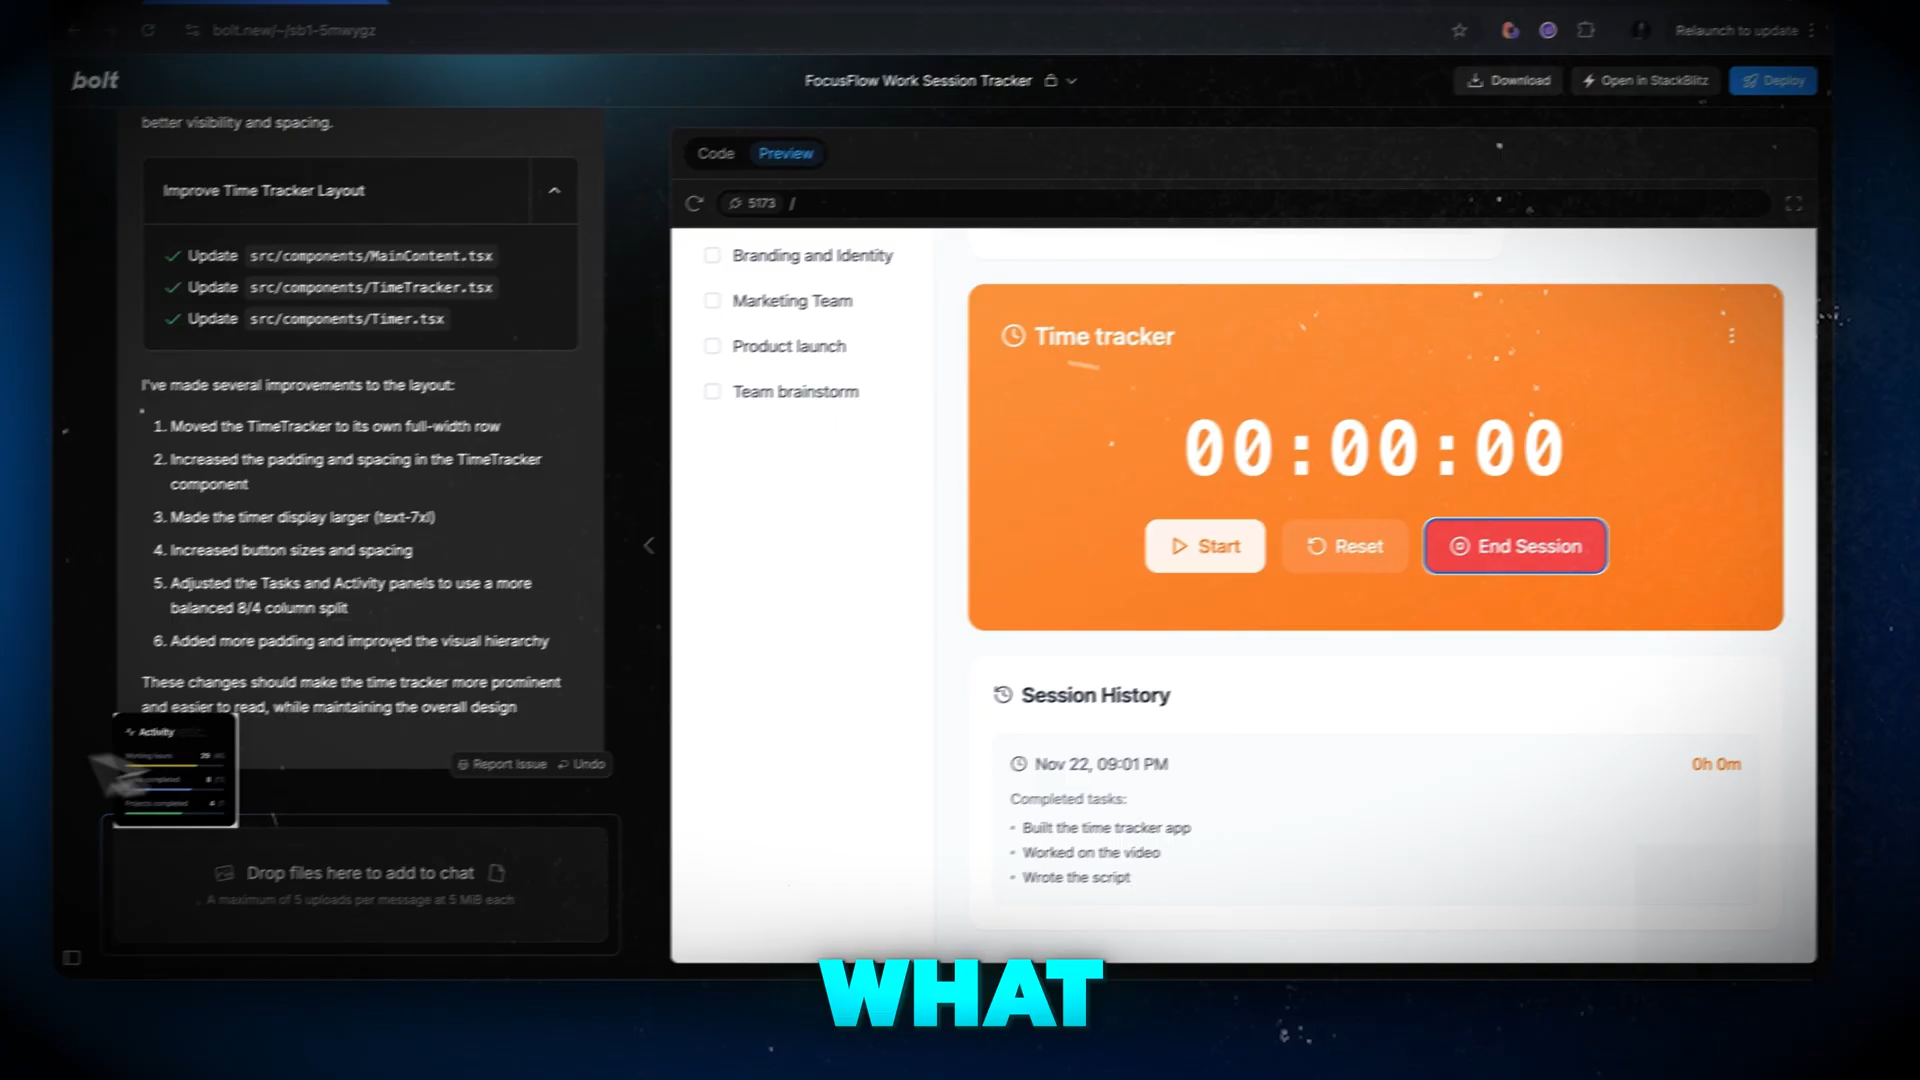 bolt.new/~/sb1-5mwygz
Relaunch to update
bolt
FocusFlow Work Session Tracker
Download
Open in StackBlitz
Deploy
better visibility and spacing.
Improve Time Tracker Layout
Update src/components/MainContent.tsx
Update src/components/TimeTracker.tsx
Update src/components/Timer.tsx
I've made several improvements to the layout:
1. Moved the TimeTracker to its own full-width row
2. Increased the padding and spacing in the TimeTracker
component
3. Made the timer display larger (text-7xl)
4. Increased button sizes and spacing
5. Adjusted the Tasks and Activity panels to use a more
balanced 8/4 column split
6. Added more padding and improved the visual hierarchy
These changes should make the time tracker more prominent
and easier to read, while maintaining the overall design
Activity
Projects completed
Report Issue
Undo
Drop files here to add to chat
A maximum of 5 uploads per message at 5 MiB each
Code
Preview
5173 /
Branding and Identity
Marketing Team
Product launch
Team brainstorm
Time tracker
00:00:00
Start
Reset
End Session
Session History
Nov 22, 09:01 PM
0h 0m
Completed tasks:
• Built the time tracker app
• Worked on the video
• Wrote the script
WHAT